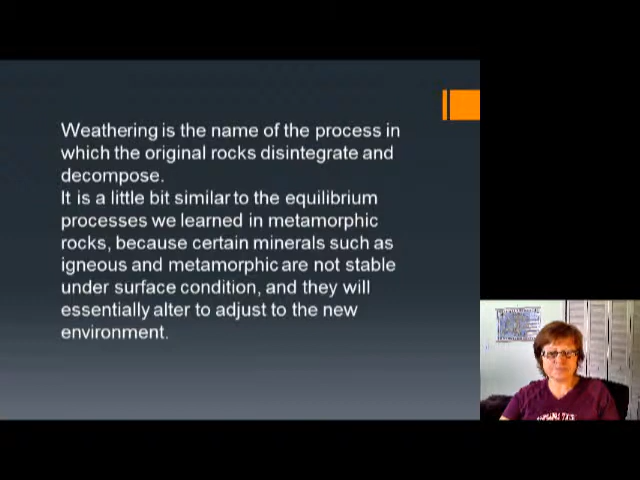 Weathering is the name of the process in
which the original rocks disintegrate and
decompose.
It is a little bit similar to the equilibrium
processes we learned in metamorphic
rocks, because certain minerals such as
igneous and metamorphic are not stable
under surface condition, and they will
essentially alter to adjust to the new
environment.